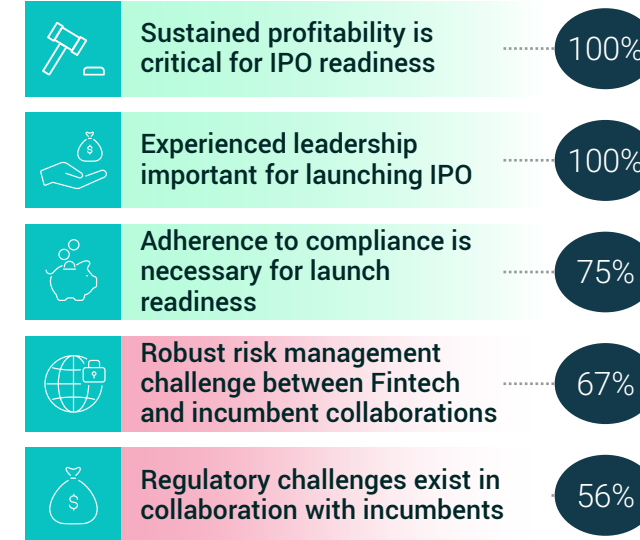 Sustained profitability is
critical for IPO readiness
100%
Experienced leadership
important for launching IPO
100%
Adherence to compliance is
necessary for launch
readiness
75%
Robust risk management
challenge between Fintech
and incumbent collaborations
67%
Regulatory challenges exist in
collaboration with incumbents
56%